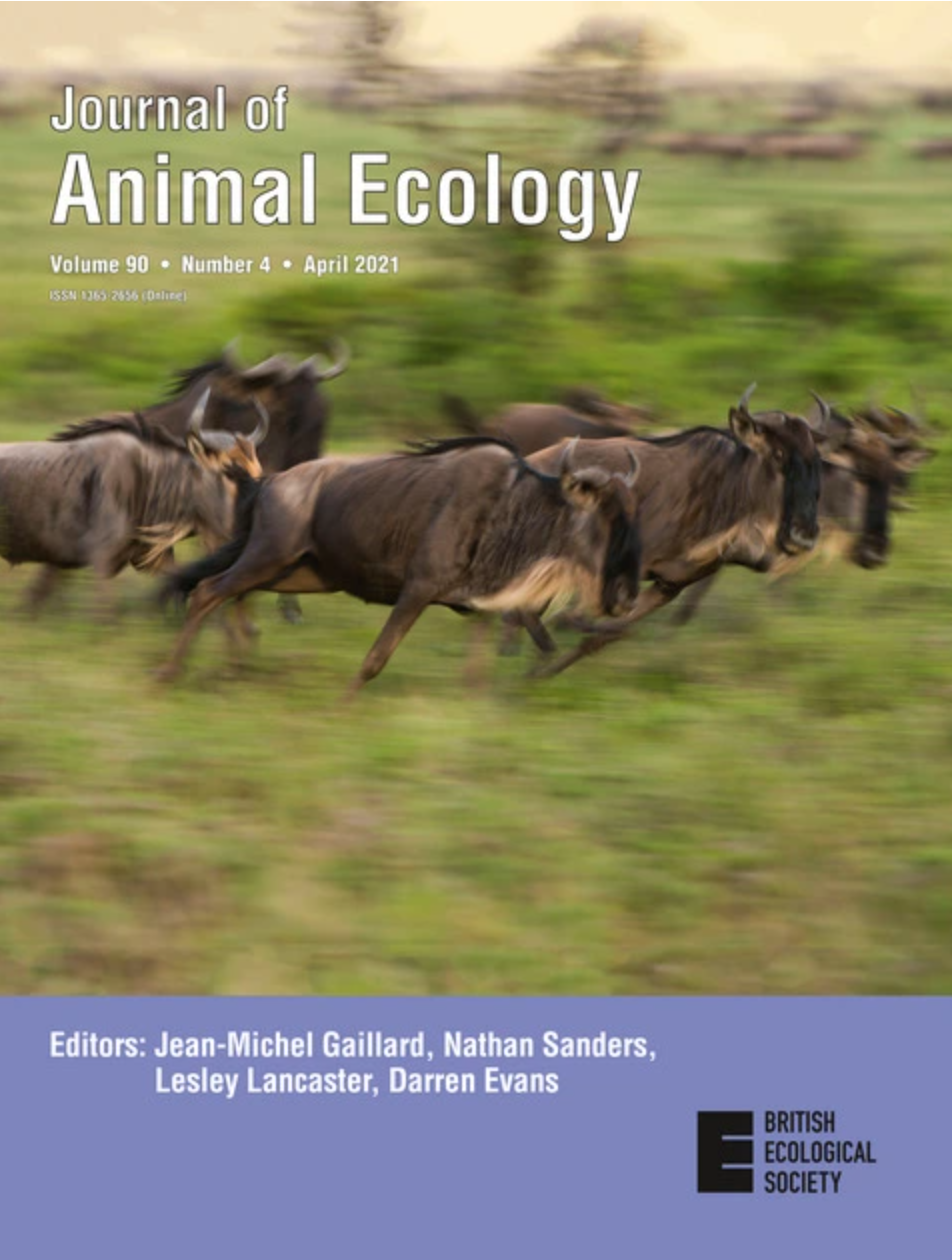 Journal of
Animal Ecology
Volume 90 • Number 4 • April 2021
ISSN 1365-2656 (Online)
Editors: Jean-Michel Gaillard, Nathan Sanders,
Lesley Lancaster, Darren Evans
BRITISH
ECOLOGICAL
SOCIETY